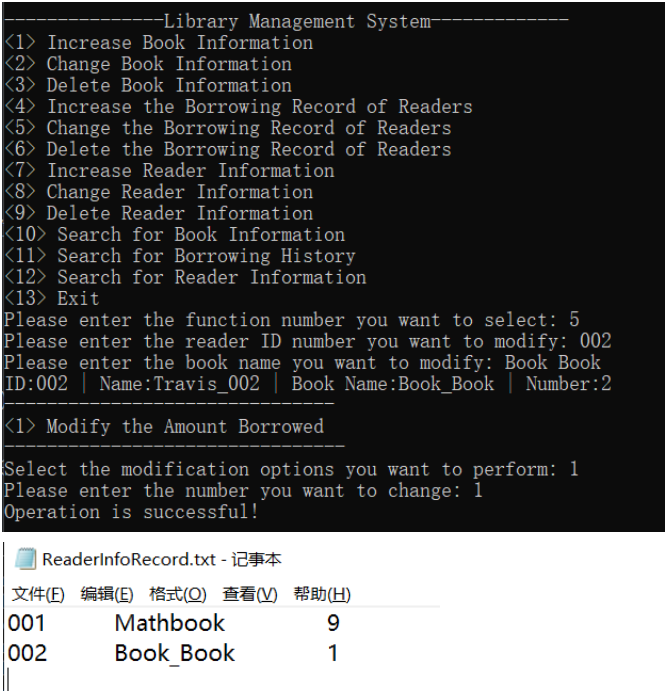 ---------------Library Management System-------------
<1> Increase Book Information
<2> Change Book Information
<3> Delete Book Information
<4> Increase the Borrowing Record of Readers
<5> Change the Borrowing Record of Readers
<6> Delete the Borrowing Record of Readers
<7> Increase Reader Information
<8> Change Reader Information
<9> Delete Reader Information
<10> Search for Book Information
<11> Search for Borrowing History
<12> Search for Reader Information
<13> Exit
Please enter the function number you want to select: 5
Please enter the reader ID number you want to modify: 002
Please enter the book name you want to modify: Book Book
ID:002 | Name:Travis_002 | Book Name:Book_Book | Number:2
-------------------------------
<1> Modify the Amount Borrowed
--------------------------------
Select the modification options you want to perform: 1
Please enter the number you want to change: 1
Operation is successful!
ReaderInfoRecord.txt - 记事本
文件(F) 编辑(E) 格式(O) 查看(V) 帮助(H)
001 Mathbook 9
002 Book_Book 1